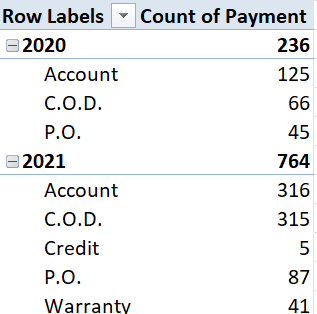 Row Labels Count of Payment
2020 236
Account 125
C.O.D. 66
P.O. 45
2021 764
Account 316
C.O.D. 315
Credit 5
P.O. 87
Warranty 41